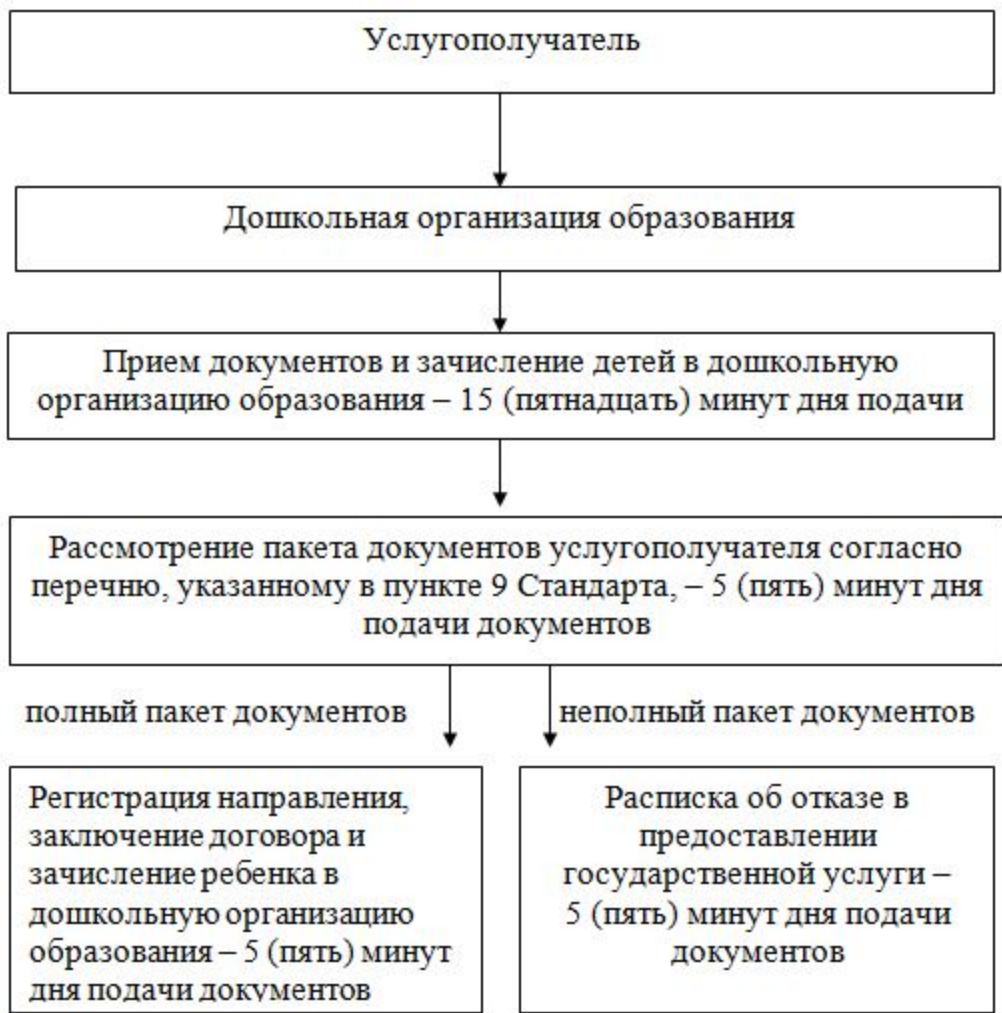 Услугополучатель
Дошкольная организация образования
Прием документов и зачисление детей в дошкольную
организацию образования – 15 (пятнадцать) минут дня подачи
Рассмотрение пакета документов услугополучателя согласно
перечню, указанному в пункте 9 Стандарта, – 5 (пять) минут дня
подачи документов
полный пакет документов
неполный пакет документов
Регистрация направления,
заключение договора и
зачисление ребенка в
дошкольную организацию
образования – 5 (пять) минут
дня подачи документов
Расписка об отказе в
предоставлении
государственной услуги –
5 (пять) минут дня подачи
документов